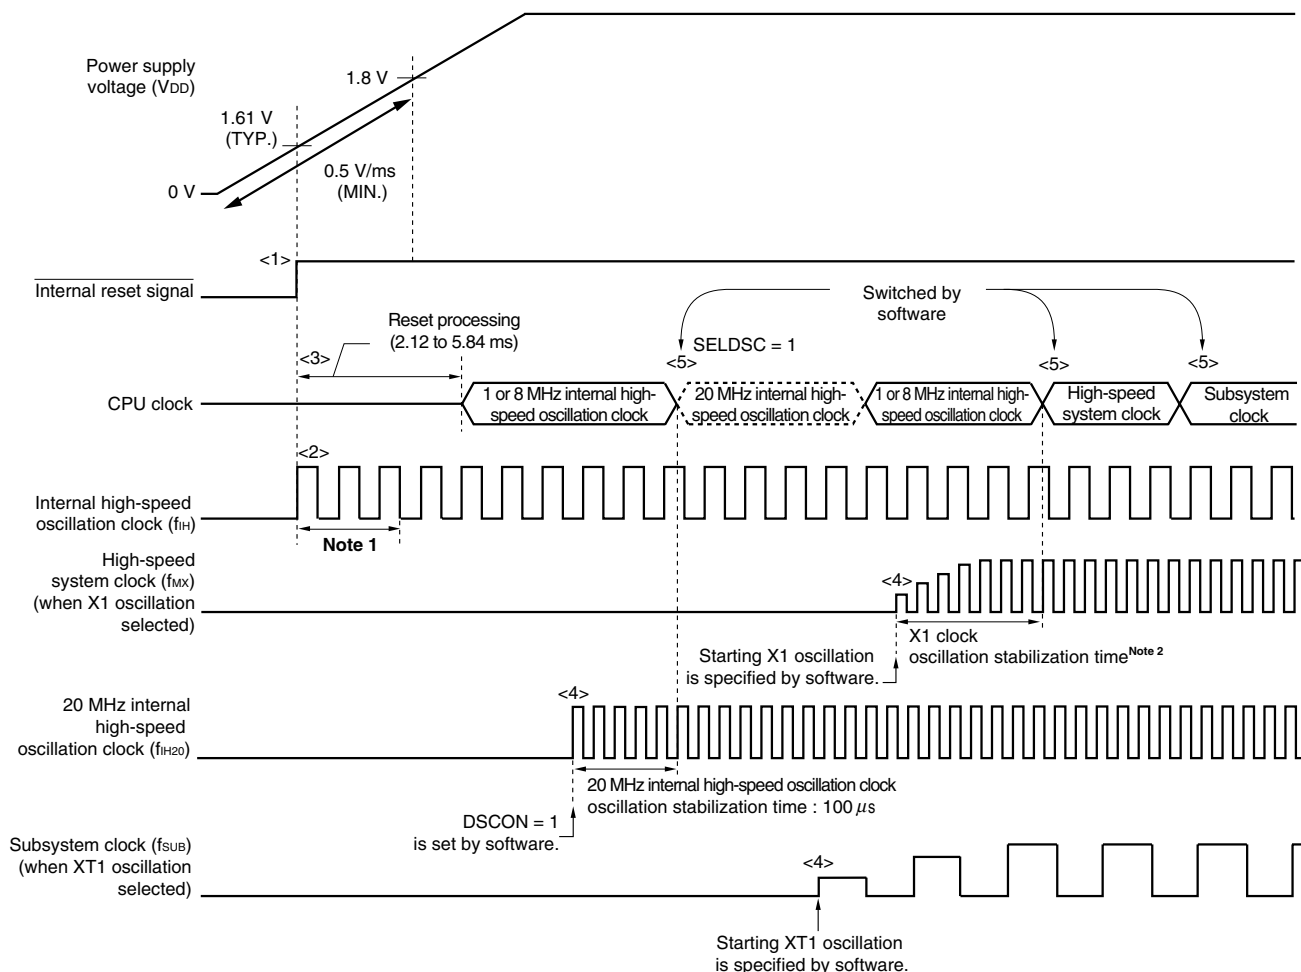 Power supply
voltage (VDD)
1.8 V
1.61 V
(TYP.)
0.5 V/ms
(MIN.)
0 V
<1>
Internal reset signal
Switched by
software
Reset processing
(2.12 to 5.84 ms)
<3>
SELDSC = 1
<5>
<5>
<5>
CPU clock
1 or 8 MHz internal high-
speed oscillation clock
20 MHz internal high-
speed oscillation clock
1 or 8 MHz internal high-
speed oscillation clock
High-speed
system clock
Subsystem
clock
<2>
Internal high-speed
oscillation clock (fIH)
Note 1
High-speed
system clock (fMX)
(when X1 oscillation
selected)
<4>
X1 clock
oscillation stabilization time Note 2
Starting X1 oscillation
is specified by software.
<4>
20 MHz internal
high-speed
oscillation clock (fIH20)
20 MHz internal high-speed oscillation clock
oscillation stabilization time : 100 μs
DSCON = 1
is set by software.
Subsystem clock (fSUB)
(when XT1 oscillation
selected)
<4>
Starting XT1 oscillation
is specified by software.